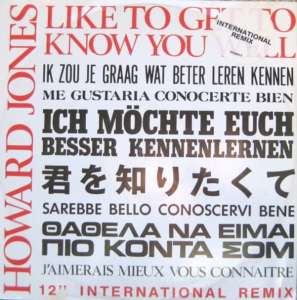 HOWARD JONES
LIKE TO GET TO
KNOW YOU WELL
INTERNATIONAL
REMIX
IK ZOU JE GRAAG WAT BETER LEREN KENNEN
ME GUSTARIA CONOCERTE BIEN
ICH MÖCHTE EUCH
BESSER KENNENLERNEN
君を知りたくて
SAREBBE BELLO CONOSCERVI BENE
ΘΑΘΕΛΑ ΝΑ ΕΙΜΑΙ
ΠΙΟ ΚΟΝΤΑ ΣΟΜ
J'AIMERAIS MIEUX VOUS CONNAITRE
12" INTERNATIONAL REMIX